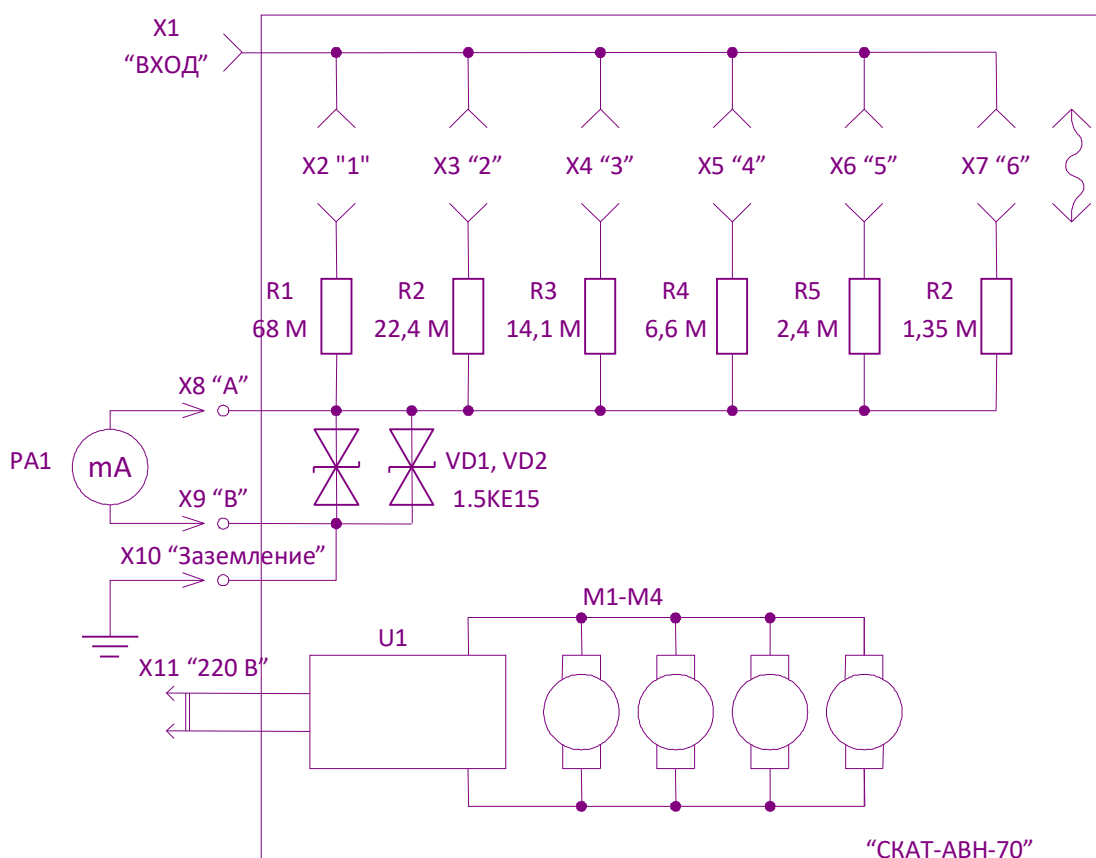 X1
“ВХОД”
X2 "1"
X3 “2”
X4 “3”
X5 “4”
X6 “5”
X7 “6”
R1
68 М
R2
22,4 М
R3
14,1 М
R4
6,6 М
R5
2,4 М
R2
1,35 М
X8 “А”
PA1
mA
VD1, VD2
1.5KE15
X9 “В”
X10 “Заземление”
М1-М4
U1
X11 “220 В”
“СКАТ-АВН-70”